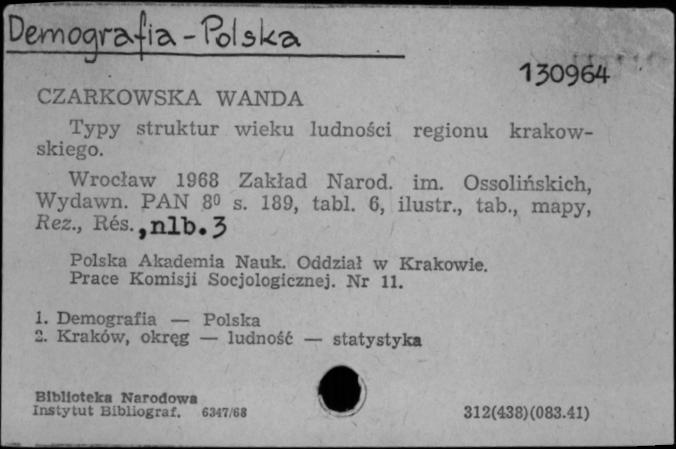 Demografia - Polska
130964
CZARKOWSKA WANDA
Typy struktur wieku ludności regionu krakow-
skiego.
Wrocław 1968 Zakład Narod. im. Ossolińskich,
Wydawn. PAN 8⁰ s. 189, tabl. 6, ilustr., tab., mapy,
Rez., Rés., nlb. 3
Polska Akademia Nauk. Oddział w Krakowie.
Prace Komisji Socjologicznej. Nr 11.
1. Demografia — Polska
2. Kraków, okręg — ludność — statystyka
Biblioteka Narodowa
Instytut Bibliograf. 6347/68
312(438)(083.41)